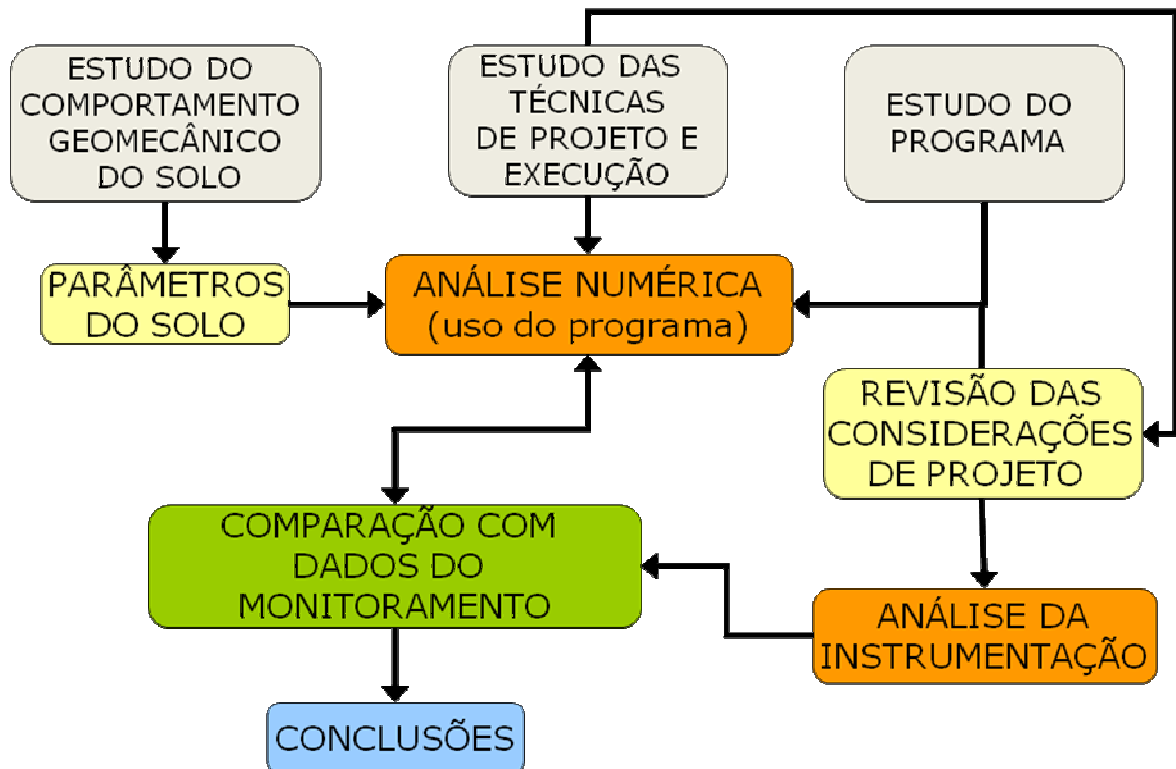 ESTUDO DO
COMPORTAMENTO
GEOMECÂNICO
DO SOLO
ESTUDO DAS
TÉCNICAS
DE PROJETO E
EXECUÇÃO
ESTUDO DO
PROGRAMA
PARÂMETROS
DO SOLO
ANÁLISE NUMÉRICA
(uso do programa)
REVISÃO DAS
CONSIDERAÇÕES
DE PROJETO
COMPARAÇÃO COM
DADOS DO
MONITORAMENTO
ANÁLISE DA
INSTRUMENTAÇÃO
CONCLUSÕES